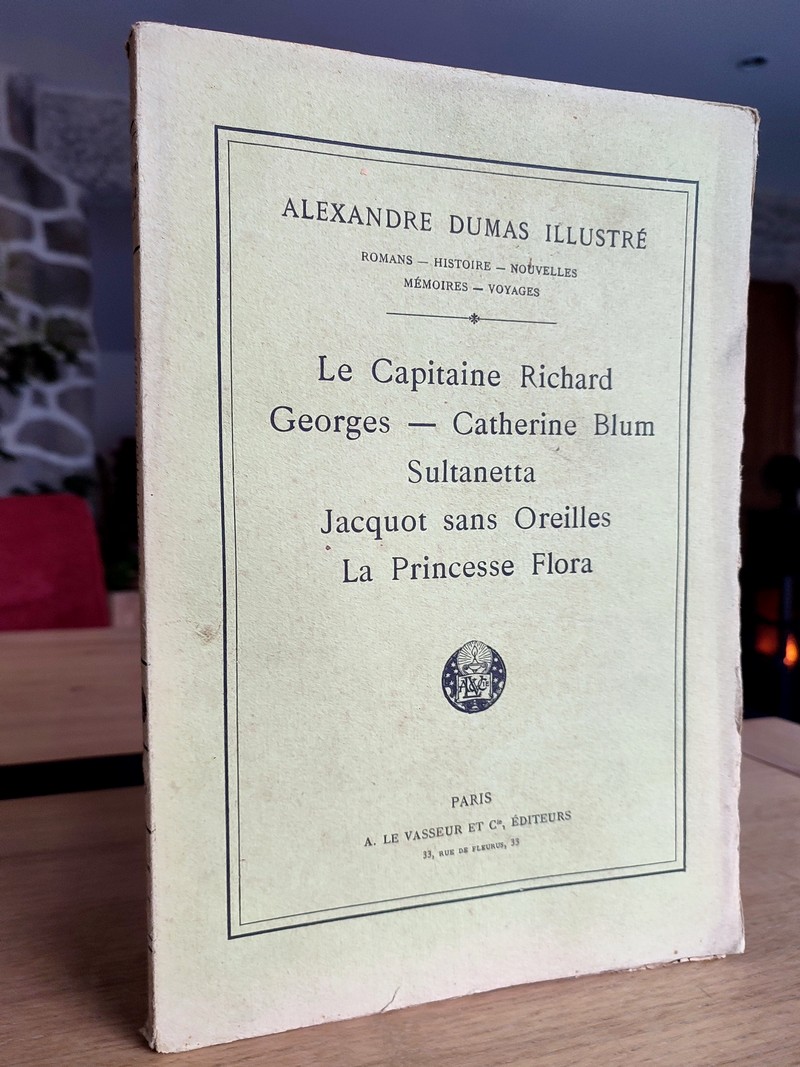 ALEXANDRE DUMAS ILLUSTRÉ
ROMANS — HISTOIRE — NOUVELLES
MÉMOIRES — VOYAGES
Le Capitaine Richard
Georges — Catherine Blum
Sultanetta
Jacquot sans Oreilles
La Princesse Flora
PARIS
A. LE VASSEUR ET Cie, ÉDITEURS
33, RUE DE FLEURUS, 33